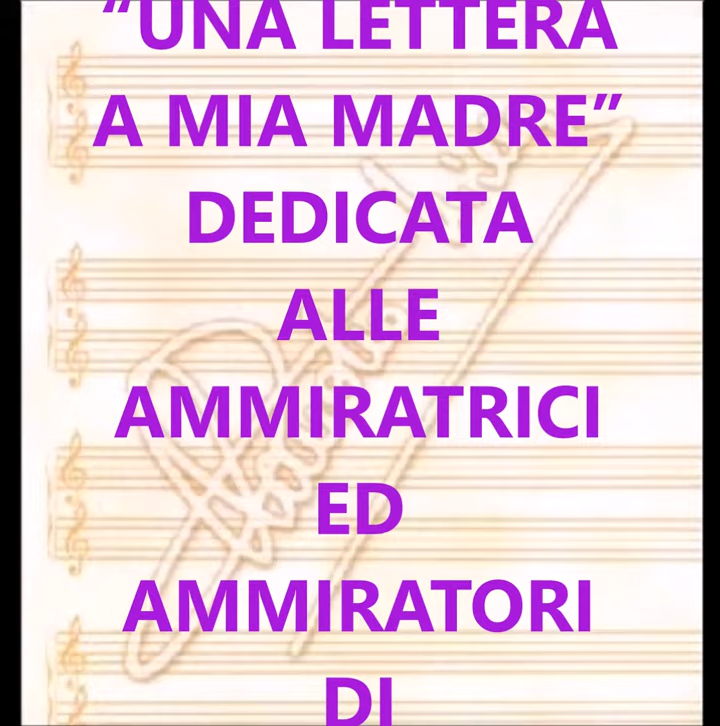 “UNA LETTERA
A MIA MADRE”
DEDICATA
ALLE
AMMIRATRICI
ED
AMMIRATORI
DI